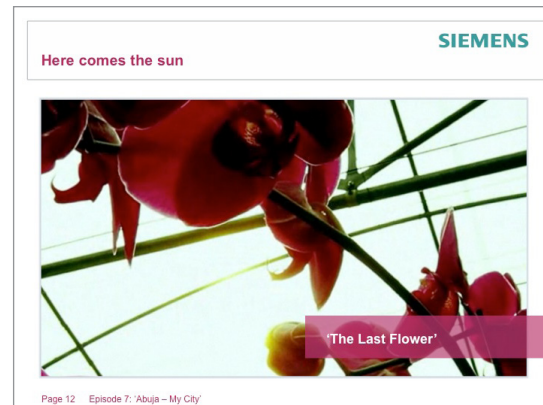 SIEMENS
Here comes the sun
‘The Last Flower’
Page 12 Episode 7: ‘Abuja – My City’